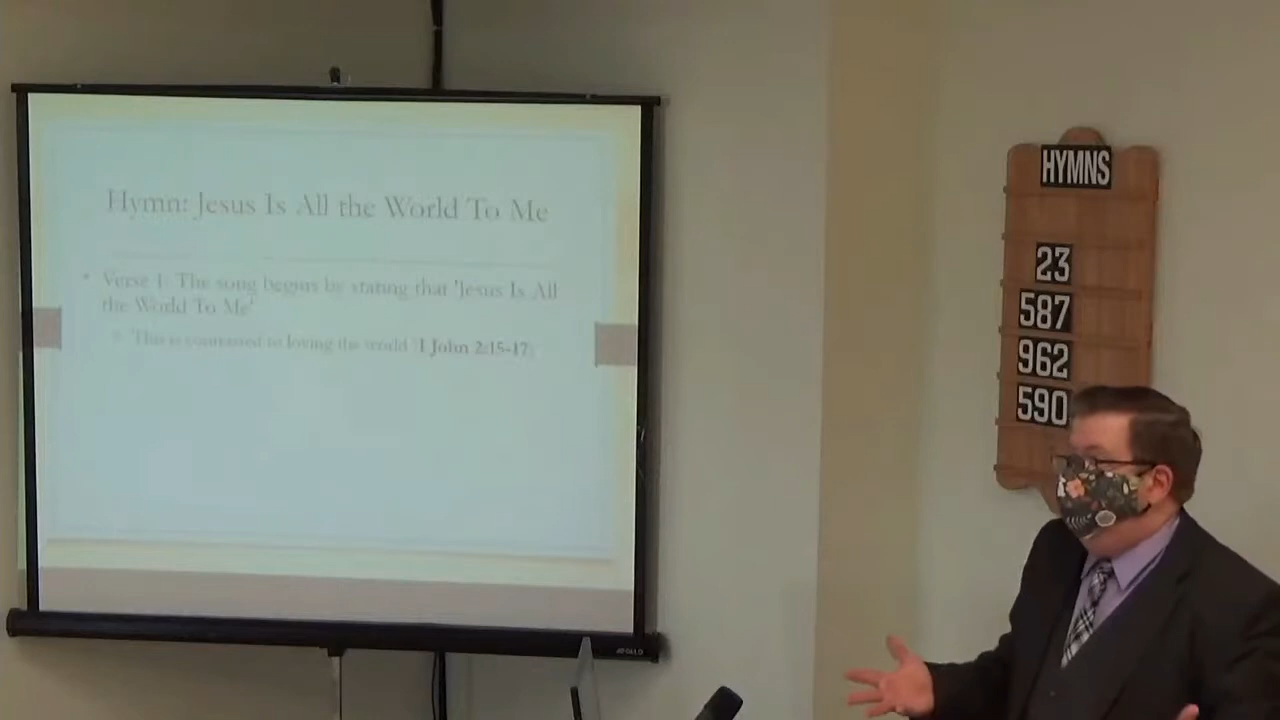 Hymn: Jesus Is All the World To Me
Verse 1: The song begins by stating that 'Jesus Is All
the World To Me'
This is contrasted to loving the world (I John 2:15-17)
APOLLO
HYMNS
23
587
962
590